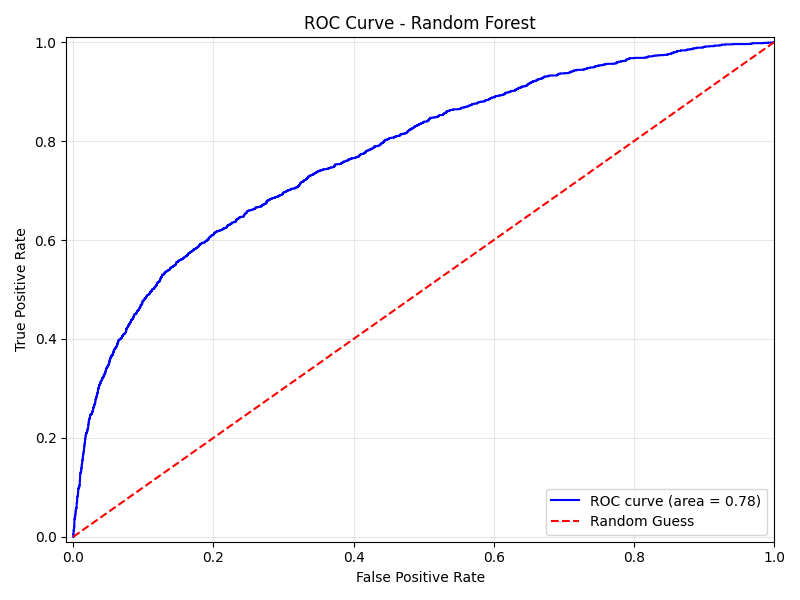 ROC Curve - Random Forest
True Positive Rate
1.0
0.8
0.6
0.4
0.2
0.0
0.0 0.2 0.4 0.6 0.8 1.0
False Positive Rate
ROC curve (area = 0.78)
Random Guess